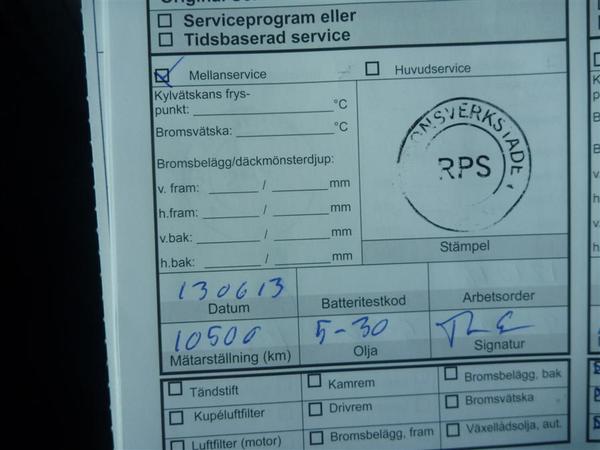 Serviceprogram eller
Tidsbaserad service
Mellanservice
Huvudservice
Kylvätskans frys-
punkt: °C
Bromsvätska: °C
Bromsbelägg/däckmönsterdjup:
v. fram: / mm
h.fram: / mm
v.bak: / mm
h.bak: / mm
RPS
Stämpel
130613
Datum
Batteritestkod
Arbetsorder
10500
Mätarställning (km)
5-30
Olja
Signatur
Tändstift
Kamrem
Bromsbelägg, bak
Kupéluftfilter
Drivrem
Bromsvätska
Luftfilter (motor)
Bromsbelägg, fram
Växellådsolja, aut.